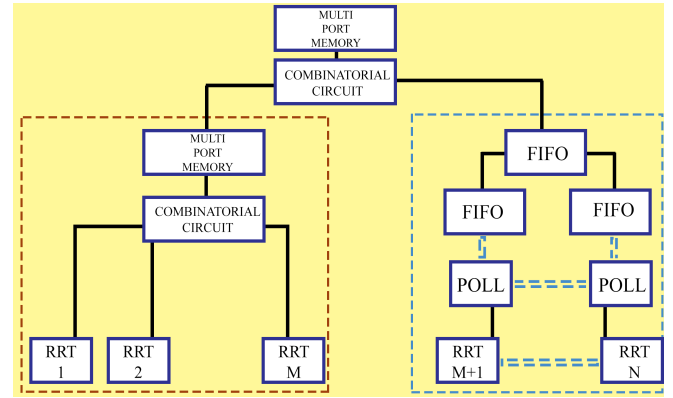 MULTI
PORT
MEMORY
COMBINATORIAL
CIRCUIT
MULTI
PORT
MEMORY
COMBINATORIAL
CIRCUIT
RRT
1
RRT
2
RRT
M
FIFO
FIFO
FIFO
POLL
POLL
RRT
M+1
RRT
N